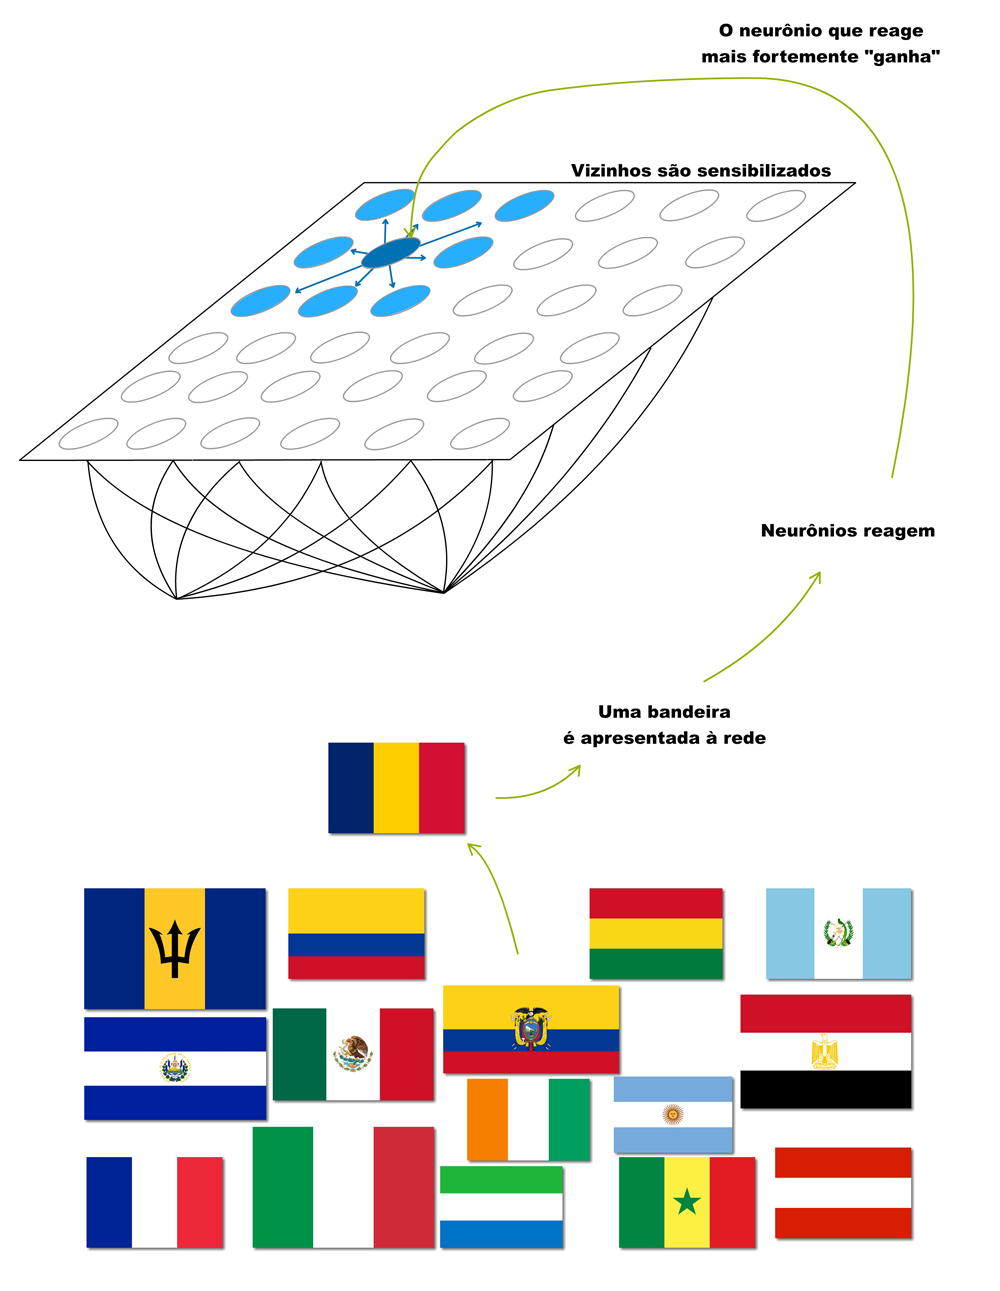 O neurônio que reage
mais fortemente "ganha"
Vizinhos são sensibilizados
Neurônios reagem
Uma bandeira
é apresentada à rede